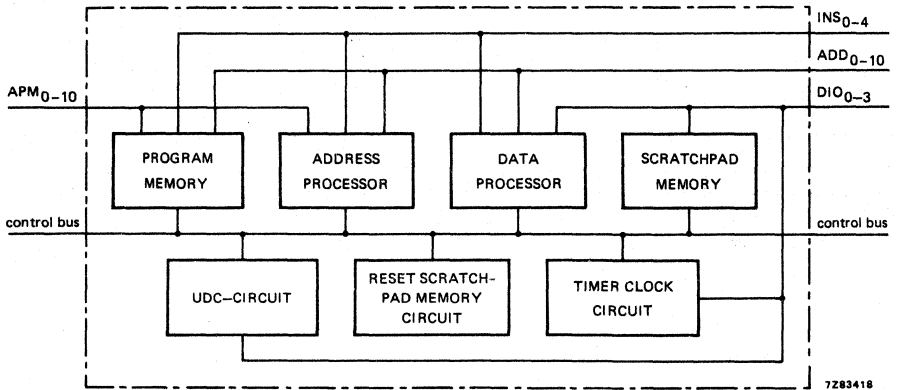 INS0–4
ADD0–10
APM0–10
DIO0–3
PROGRAM
MEMORY
ADDRESS
PROCESSOR
DATA
PROCESSOR
SCRATCHPAD
MEMORY
control bus
control bus
UDC–CIRCUIT
RESET SCRATCH-
PAD MEMORY
CIRCUIT
TIMER CLOCK
CIRCUIT
7Z83418